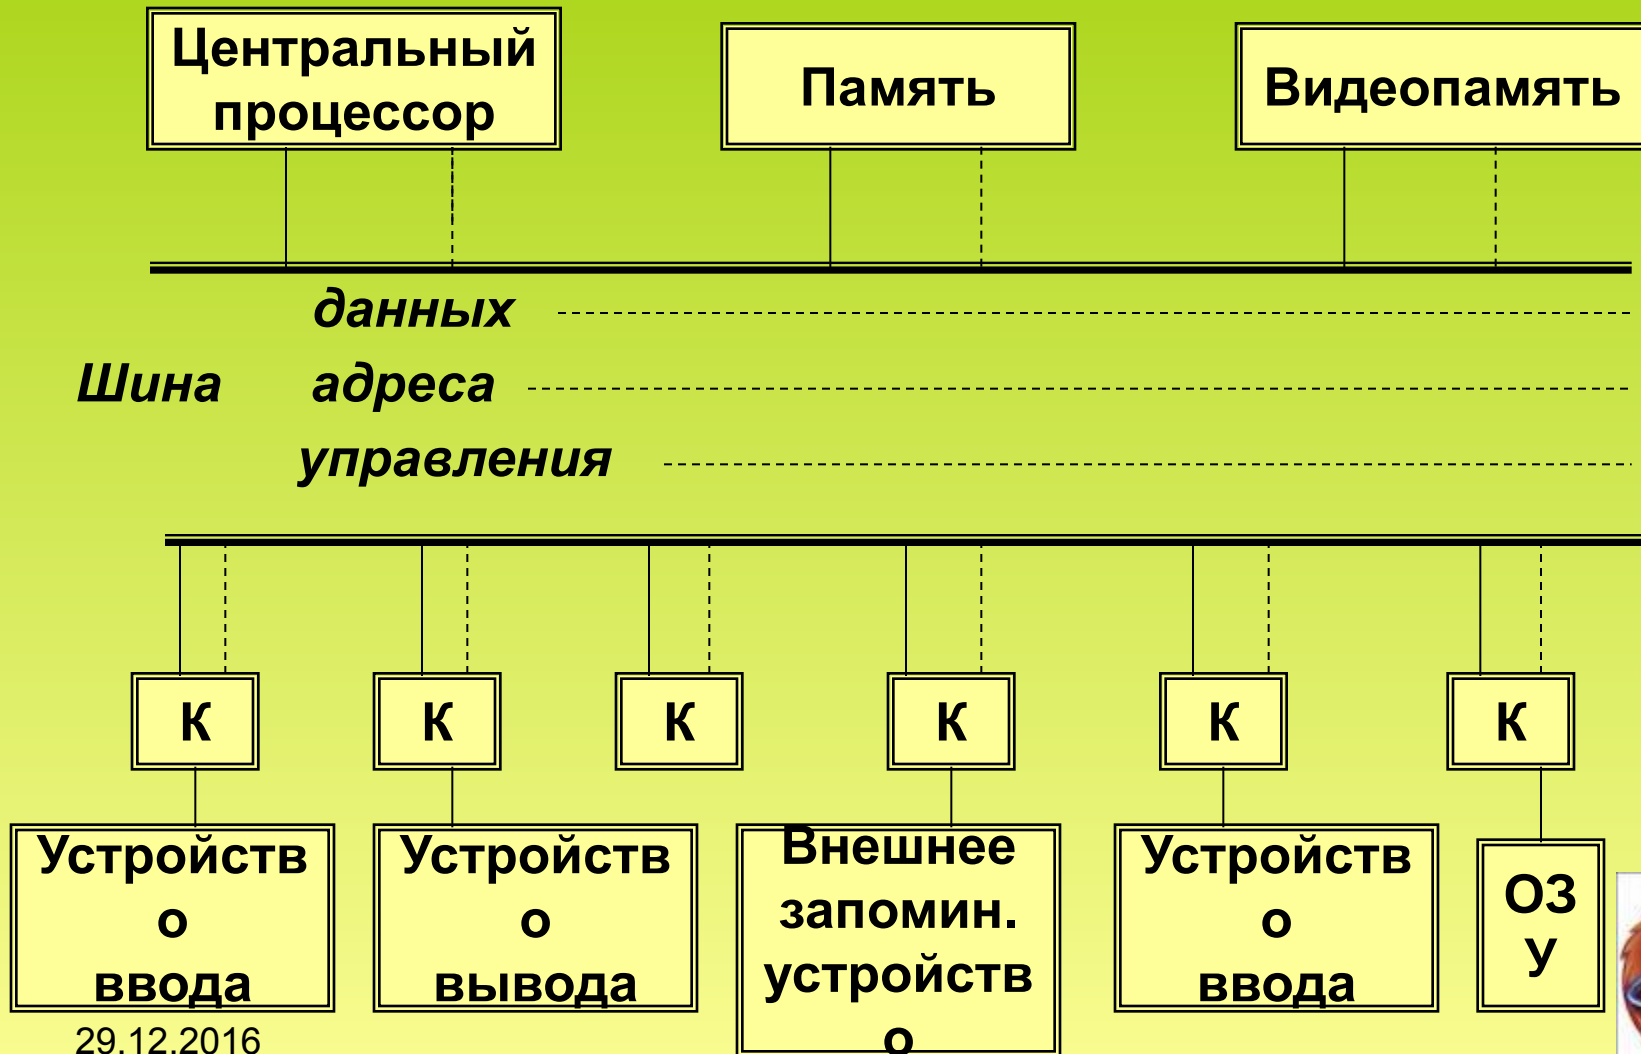 Центральный
процессор
Память
Видеопамять
данных
Шина адреса
управления
К К К К К К
Устройств
о
ввода
Устройств
о
вывода
Внешнее
запомин.
устройств
о
Устройств
о
ввода
ОЗ
У
29.12.2016